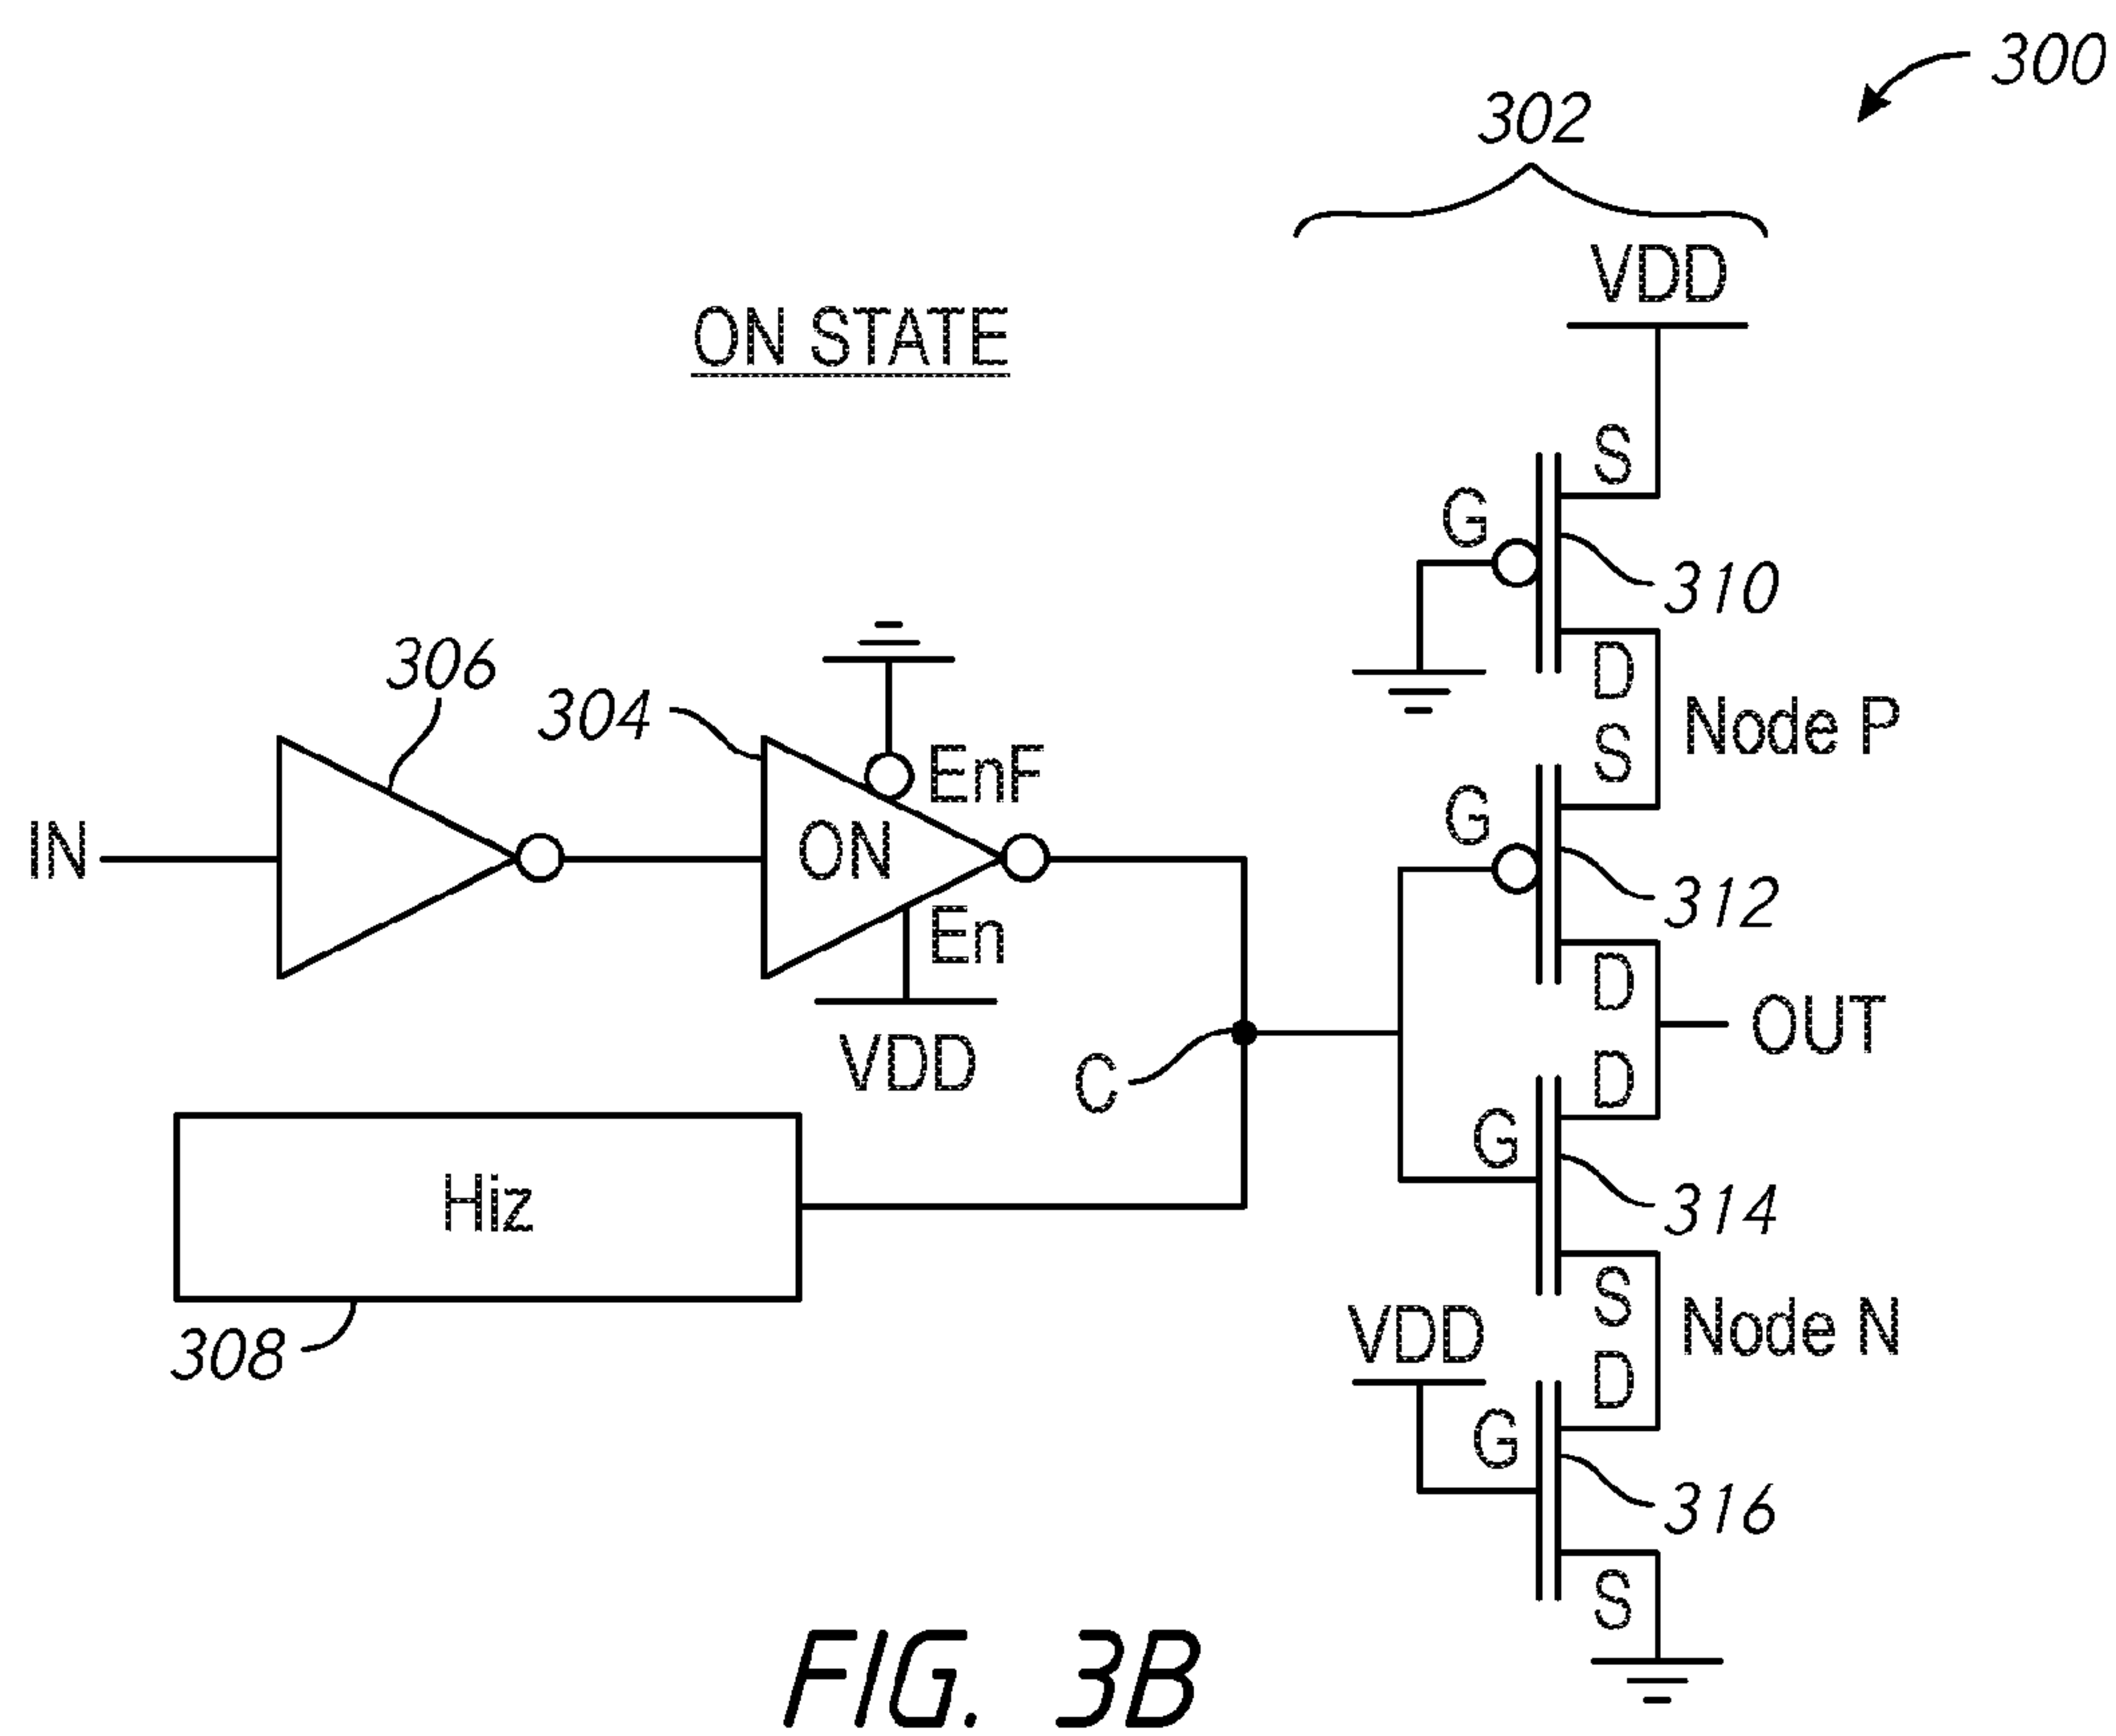 300
302
VDD
ON STATE
S
G
310
306
D
304
Node P
S
EnF
G
IN
ON
312
En
D
OUT
VDD
C
D
G
Hiz
314
S
308
VDD
Node N
D
G
316
S
FIG. 3B